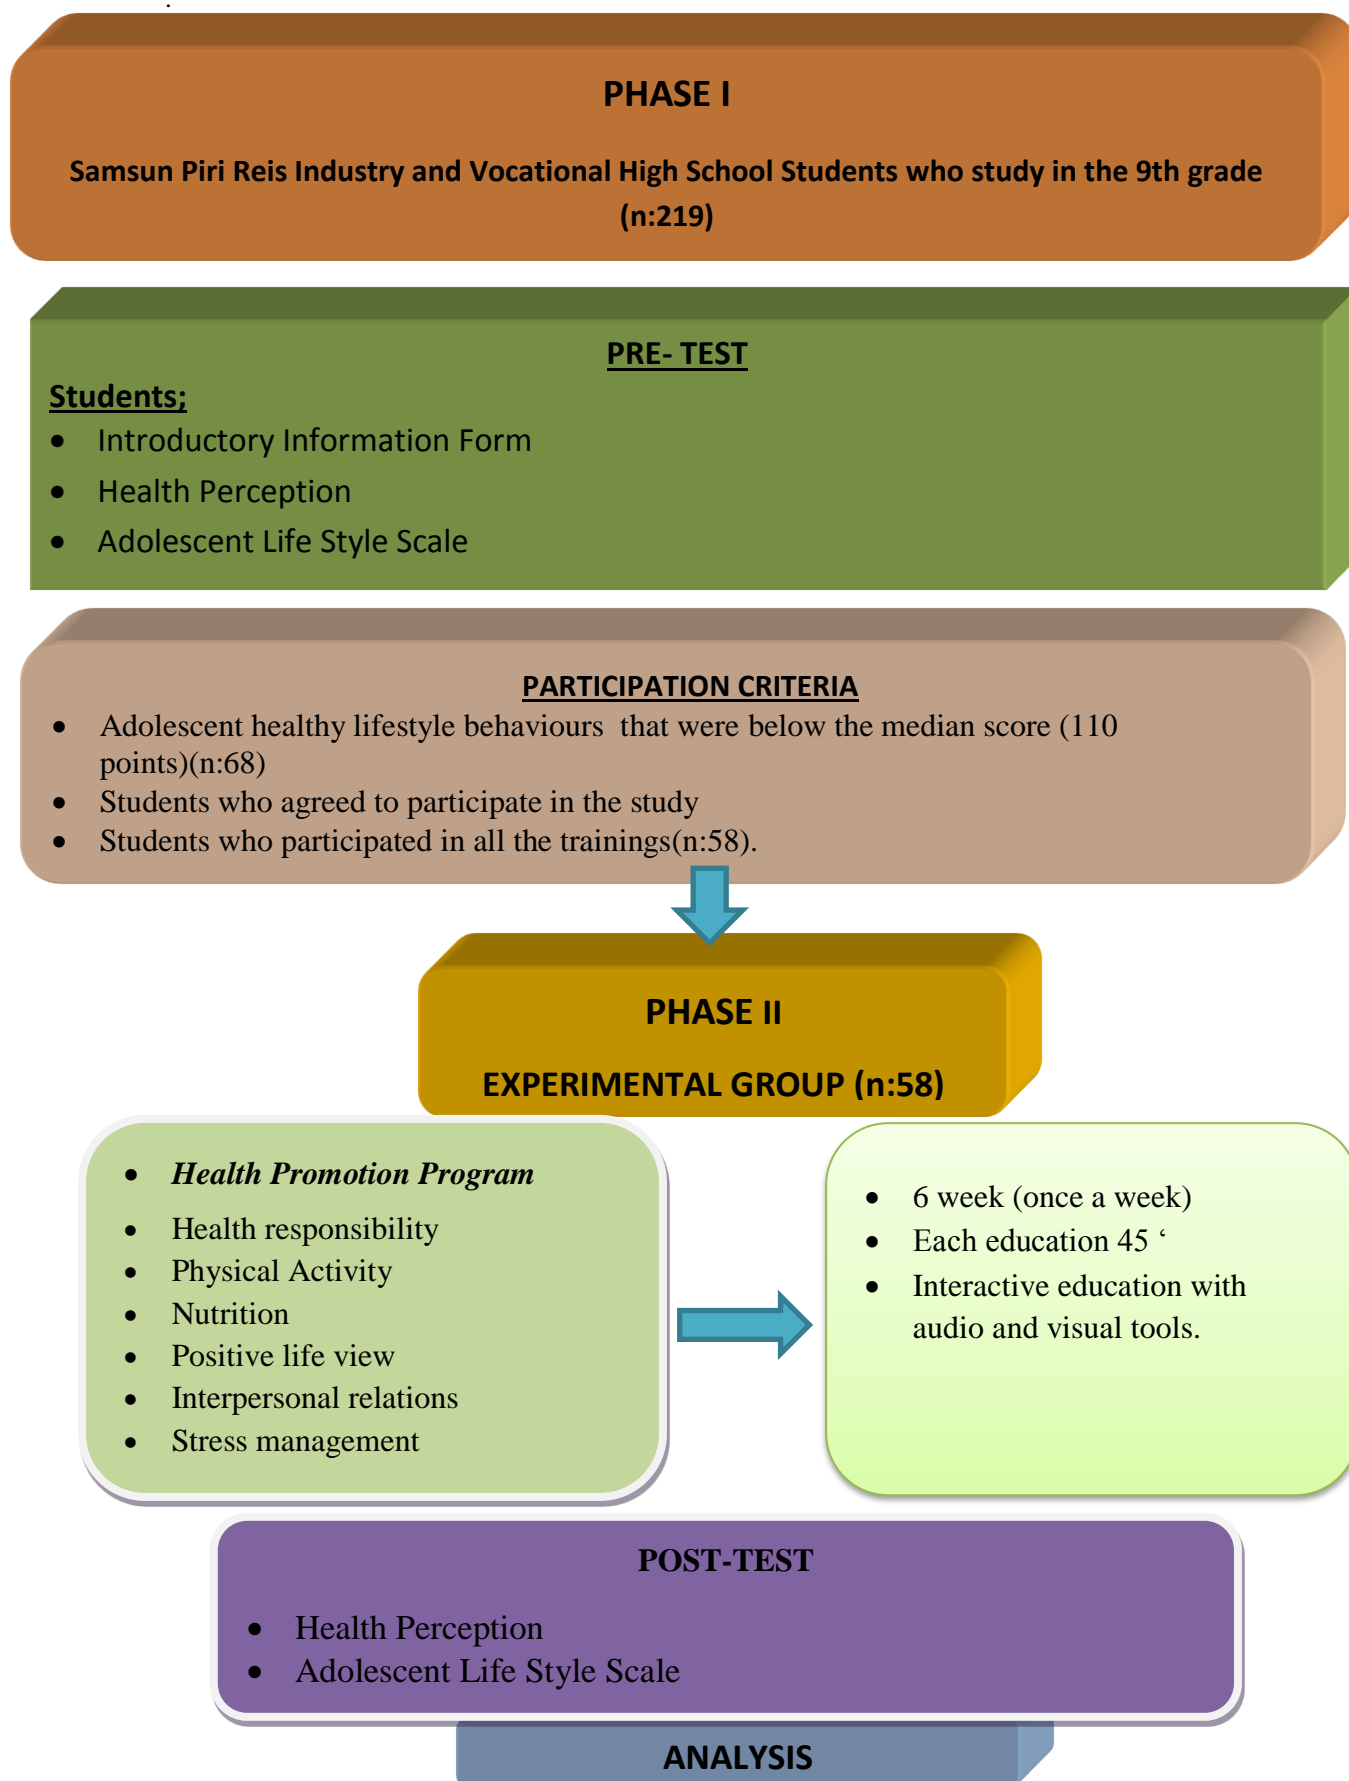 PHASE I
Samsun Piri Reis Industry and Vocational High School Students who study in the 9th grade
(n:219)
PRE- TEST
Students;
• Introductory Information Form
• Health Perception
• Adolescent Life Style Scale
PARTICIPATION CRITERIA
• Adolescent healthy lifestyle behaviours  that were below the median score (110
points)(n:68)
• Students who agreed to participate in the study
• Students who participated in all the trainings(n:58).
PHASE II
EXPERIMENTAL GROUP (n:58)
• Health Promotion Program
• Health responsibility
• Physical Activity
• Nutrition
• Positive life view
• Interpersonal relations
• Stress management
• 6 week (once a week)
• Each education 45 ‘
• Interactive education with
audio and visual tools.
POST-TEST
• Health Perception
• Adolescent Life Style Scale
ANALYSIS